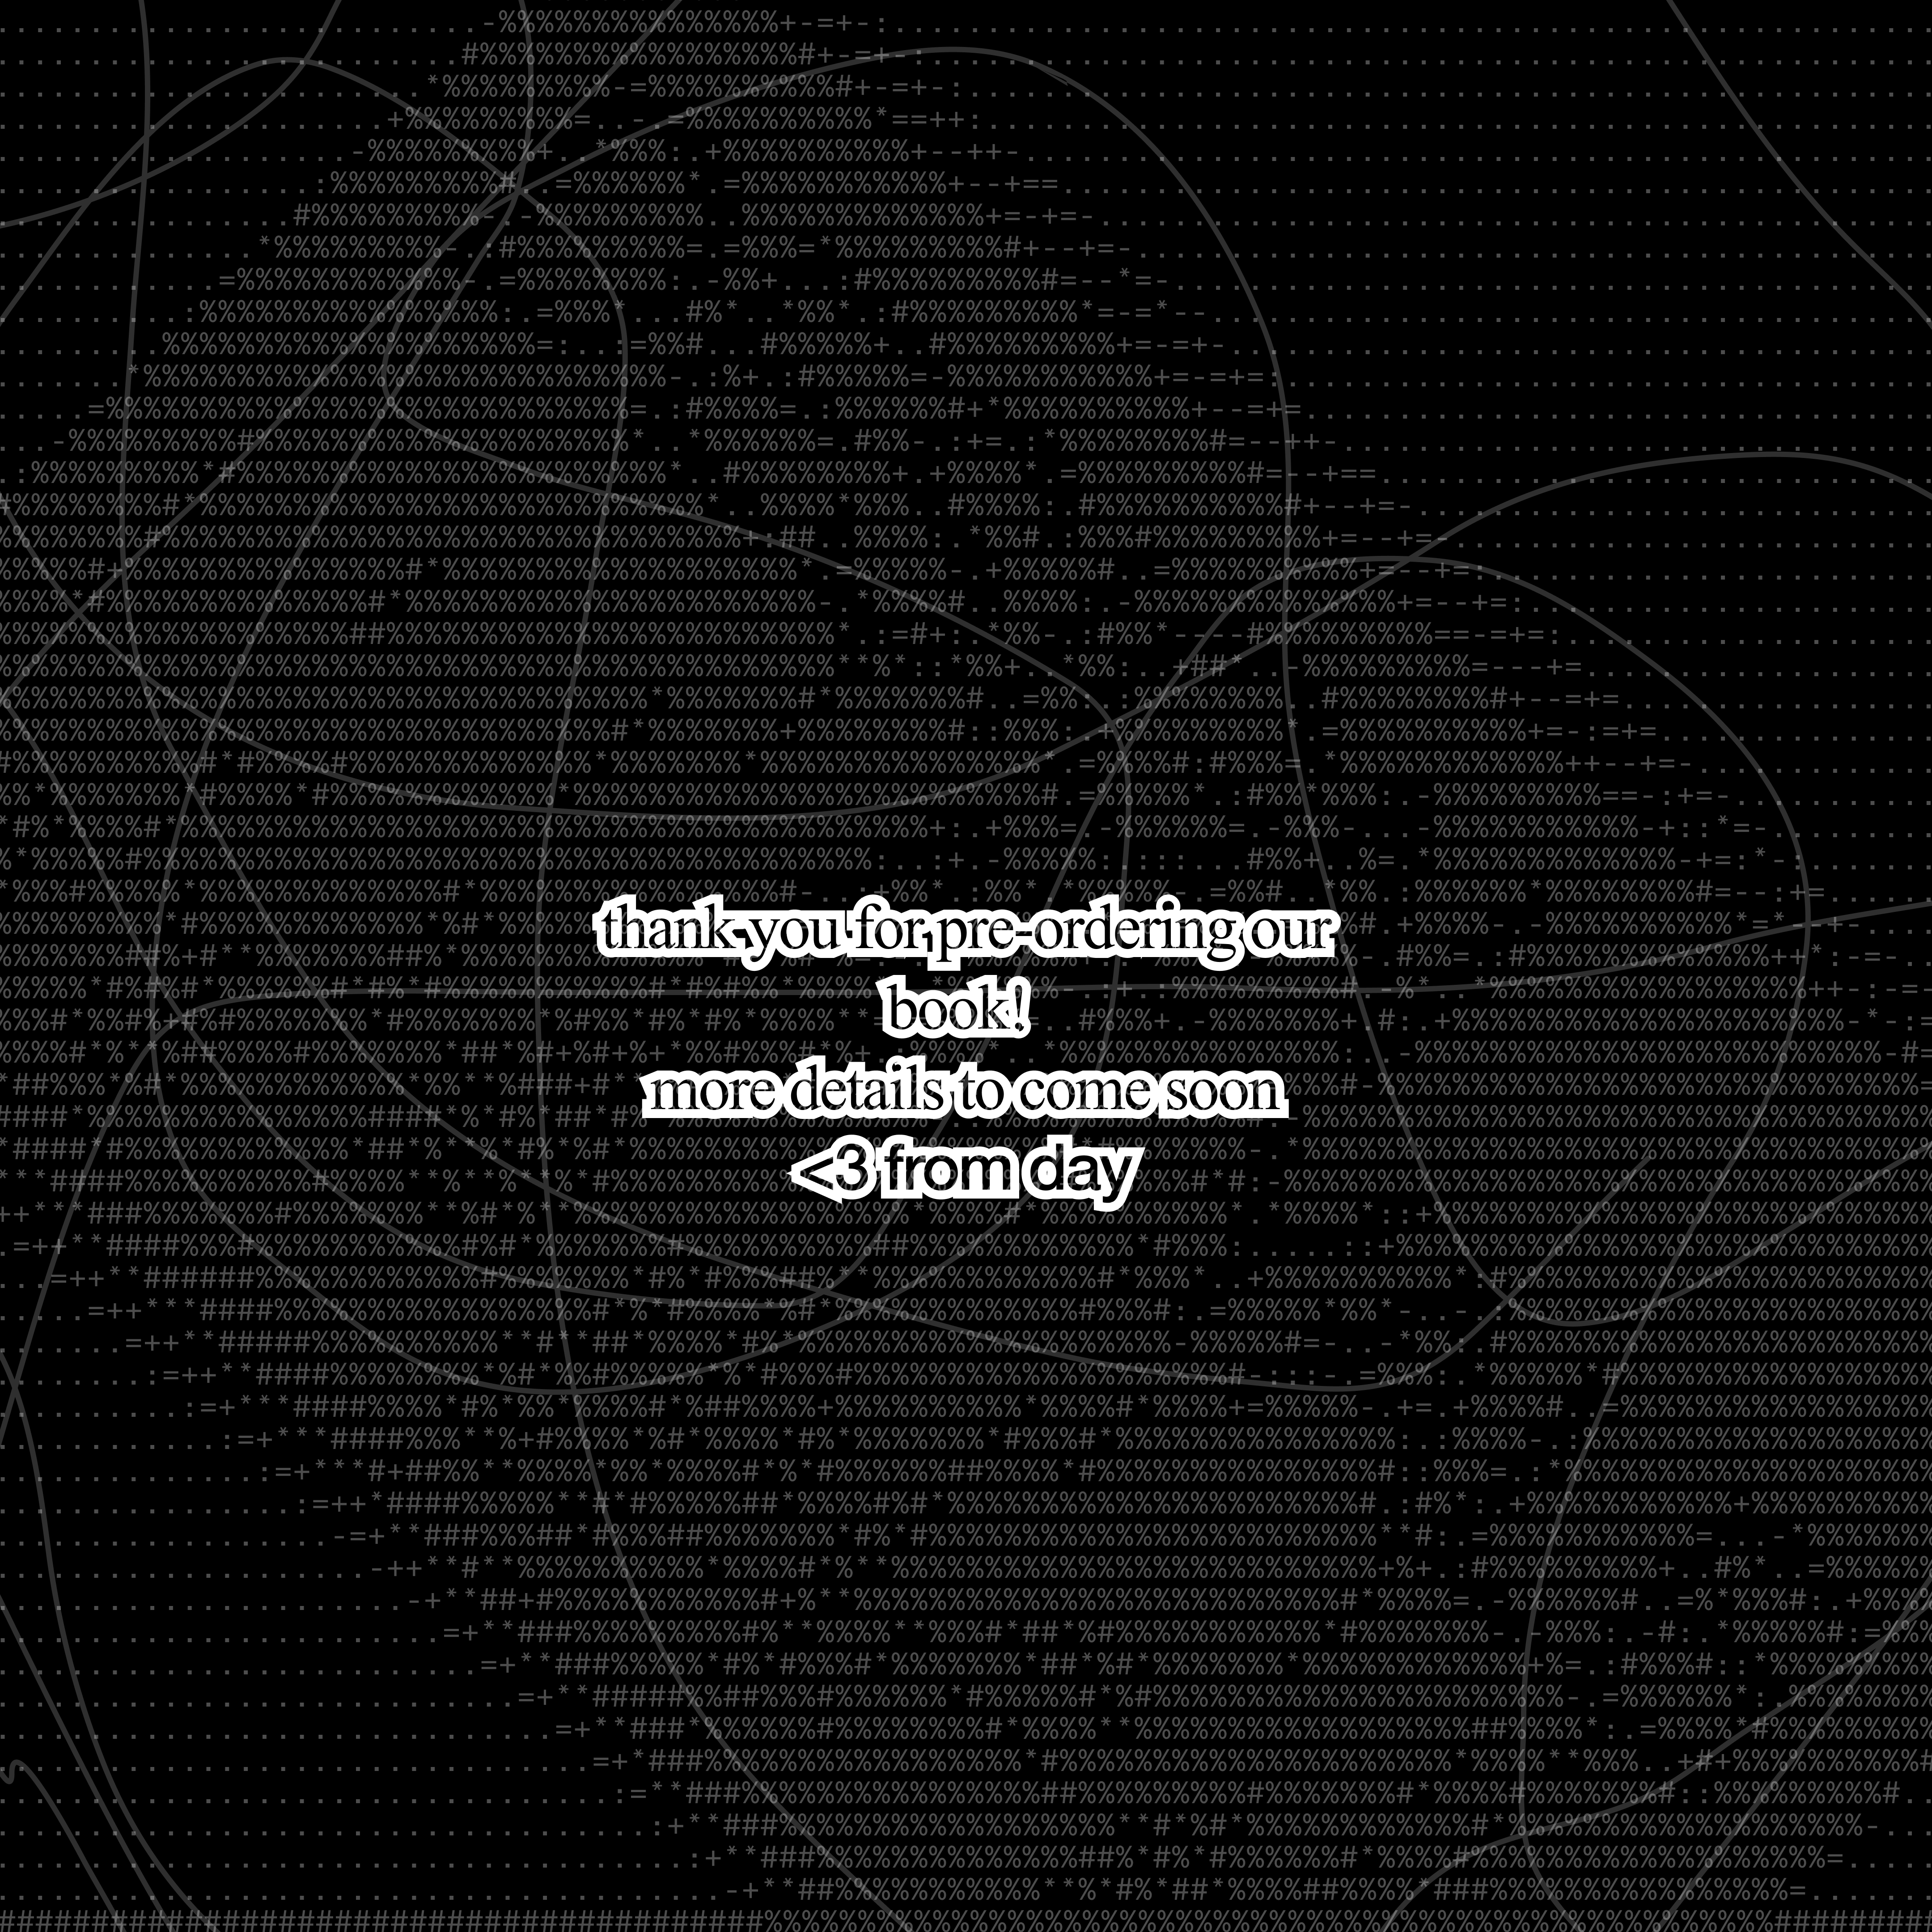 thank you for pre-ordering our
book!
more details to come soon
<3 from day